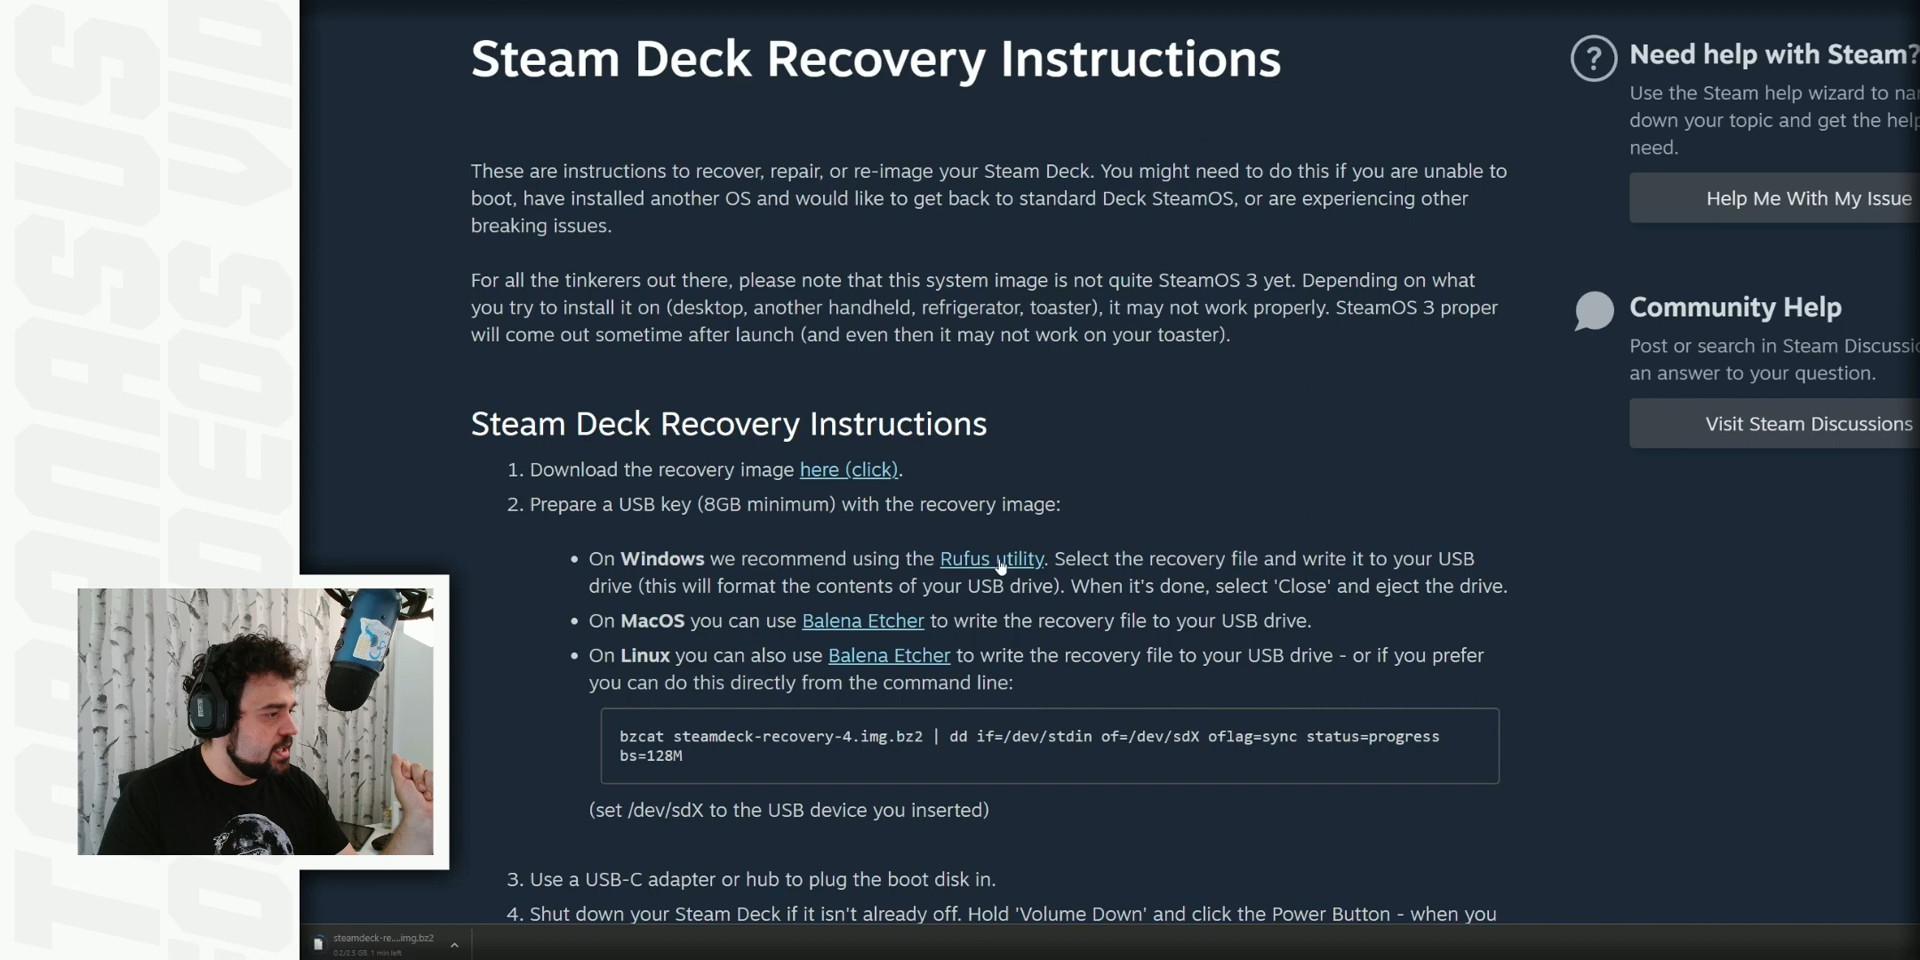 Steam Deck Recovery Instructions
These are instructions to recover, repair, or re-image your Steam Deck. You might need to do this if you are unable to
boot, have installed another OS and would like to get back to standard Deck SteamOS, or are experiencing other
breaking issues.
For all the tinkerers out there, please note that this system image is not quite SteamOS 3 yet. Depending on what
you try to install it on (desktop, another handheld, refrigerator, toaster), it may not work properly. SteamOS 3 proper
will come out sometime after launch (and even then it may not work on your toaster).
Steam Deck Recovery Instructions
1. Download the recovery image here (click).
2. Prepare a USB key (8GB minimum) with the recovery image:
• On Windows we recommend using the Rufus utility. Select the recovery file and write it to your USB
drive (this will format the contents of your USB drive). When it's done, select 'Close' and eject the drive.
• On MacOS you can use Balena Etcher to write the recovery file to your USB drive.
• On Linux you can also use Balena Etcher to write the recovery file to your USB drive - or if you prefer
you can do this directly from the command line:
bzcat steamdeck-recovery-4.img.bz2 | dd if=/dev/stdin of=/dev/sdX oflag=sync status=progress
bs=128M
(set /dev/sdX to the USB device you inserted)
3. Use a USB-C adapter or hub to plug the boot disk in.
4. Shut down your Steam Deck if it isn't already off. Hold 'Volume Down' and click the Power Button - when you
?
Need help with Steam?
Use the Steam help wizard to nar
down your topic and get the help
need.
Help Me With My Issue
Community Help
Post or search in Steam Discussio
an answer to your question.
Visit Steam Discussions
steamdeck-re....img.bz2
0.2/2.5 GB, 1 min left